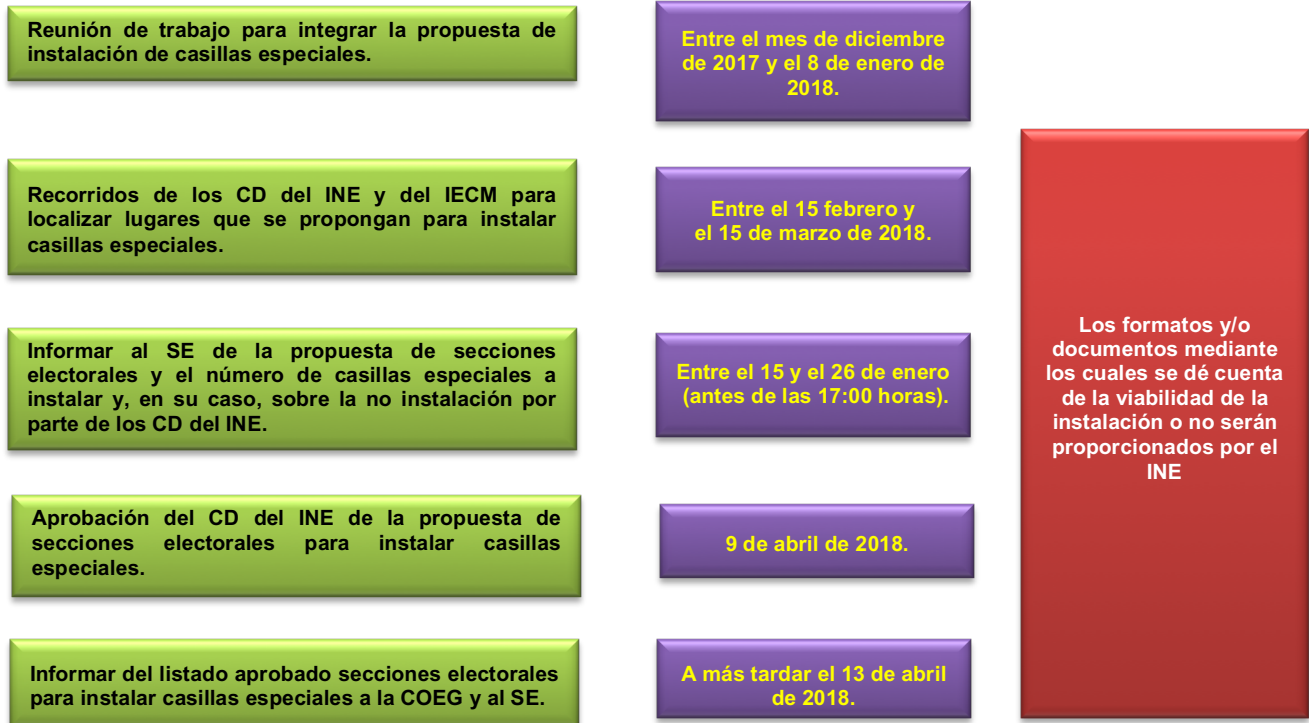 Reunión de trabajo para integrar la propuesta de
instalación de casillas especiales.
Entre el mes de diciembre
de 2017 y el 8 de enero de
2018.
Recorridos de los CD del INE y del IECM para
localizar lugares que se propongan para instalar
casillas especiales.
Entre el 15 febrero y
el 15 de marzo de 2018.
Informar al SE de la propuesta de secciones
electorales y el número de casillas especiales a
instalar y, en su caso, sobre la no instalación por
parte de los CD del INE.
Entre el 15 y el 26 de enero
(antes de las 17:00 horas).
Aprobación del CD del INE de la propuesta de
secciones electorales para instalar casillas
especiales.
9 de abril de 2018.
Informar del listado aprobado secciones electorales
para instalar casillas especiales a la COEG y al SE.
A más tardar el 13 de abril
de 2018.
Los formatos y/o
documentos mediante
los cuales se dé cuenta
de la viabilidad de la
instalación o no serán
proporcionados por el
INE